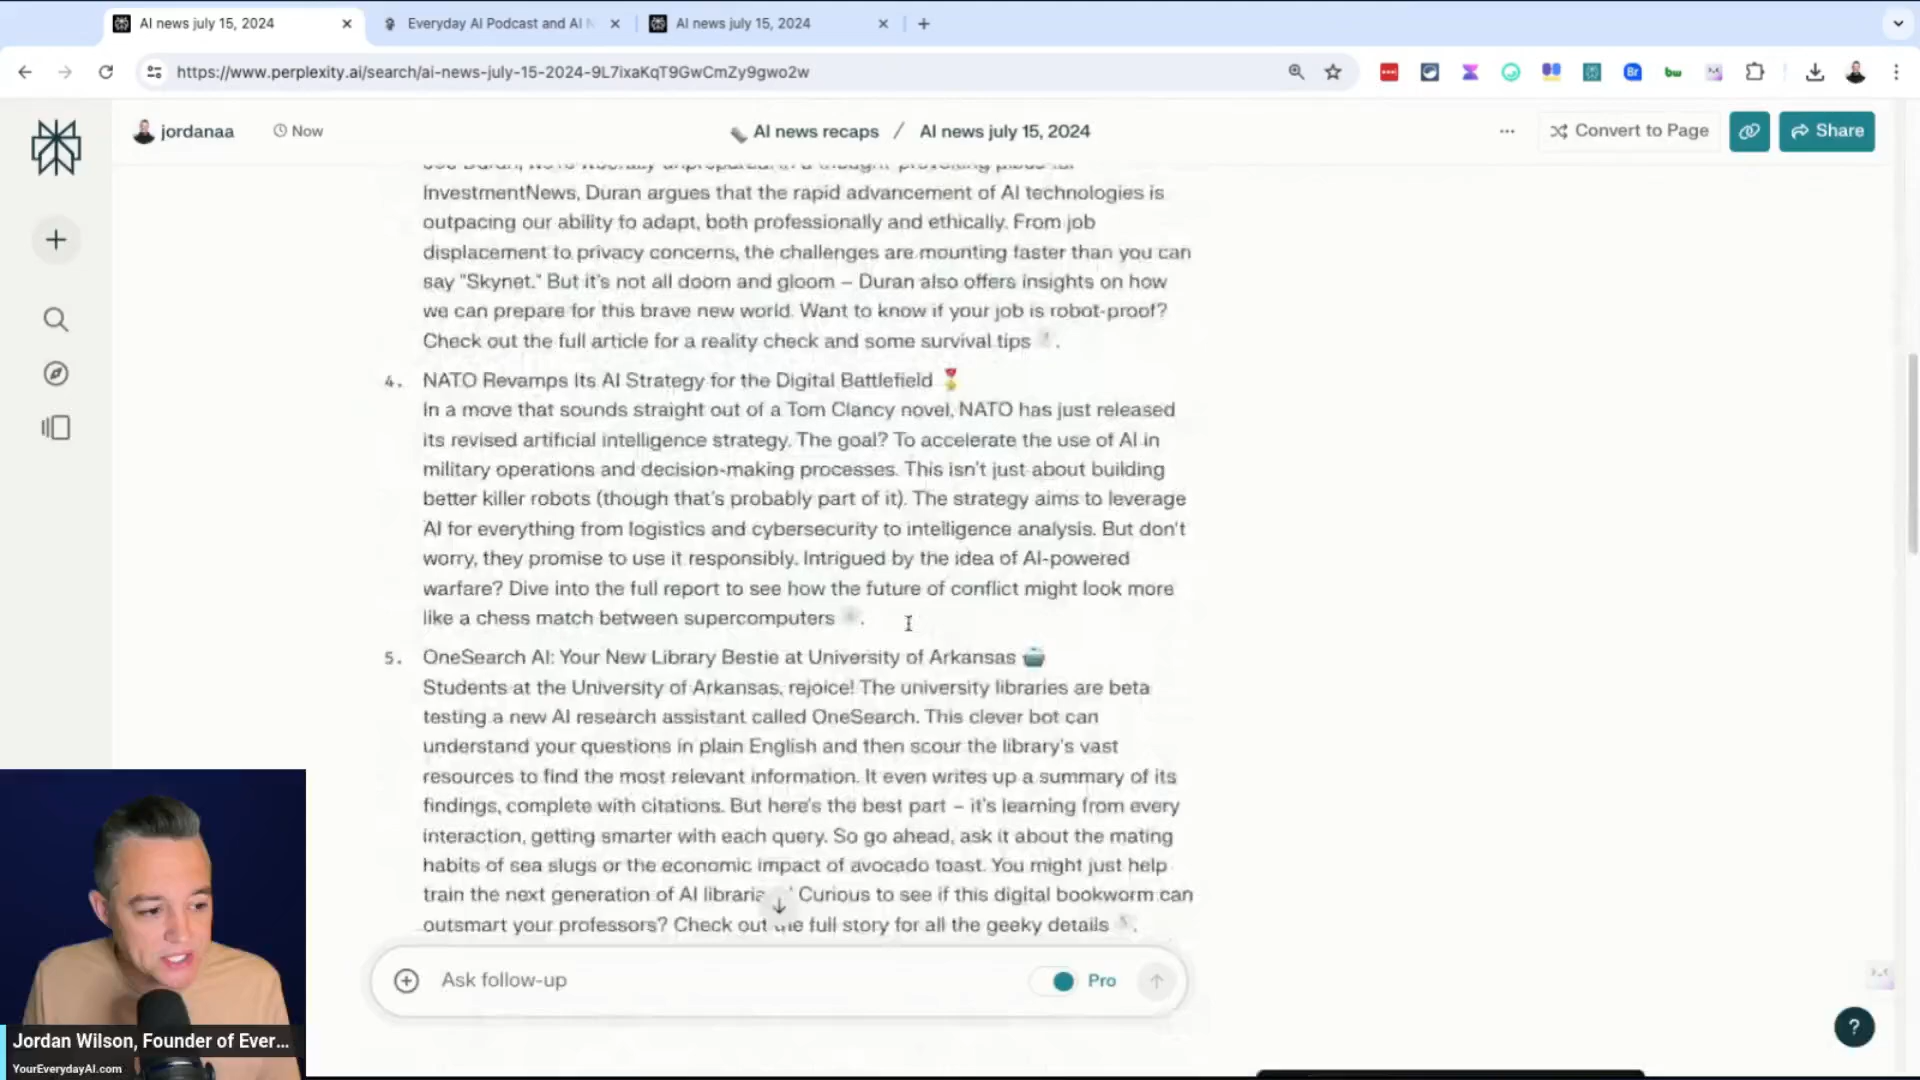 AI news july 15, 2024
Everyday AI Podcast and AI N
AI news july 15, 2024
https://www.perplexity.ai/search/ai-news-july-15-2024-9L7ixaKqT9GwCmZy9gwo2w
Br
bw
jordanaa
Now
AI news recaps / AI news july 15, 2024
Convert to Page
Share
InvestmentNews, Duran argues that the rapid advancement of AI technologies is
outpacing our ability to adapt, both professionally and ethically. From job
displacement to privacy concerns, the challenges are mounting faster than you can
say "Skynet." But it's not all doom and gloom – Duran also offers insights on how
we can prepare for this brave new world. Want to know if your job is robot-proof?
Check out the full article for a reality check and some survival tips .
4. NATO Revamps Its AI Strategy for the Digital Battlefield 🎖️
In a move that sounds straight out of a Tom Clancy novel, NATO has just released
its revised artificial intelligence strategy. The goal? To accelerate the use of AI in
military operations and decision-making processes. This isn't just about building
better killer robots (though that's probably part of it). The strategy aims to leverage
AI for everything from logistics and cybersecurity to intelligence analysis. But don't
worry, they promise to use it responsibly. Intrigued by the idea of AI-powered
warfare? Dive into the full report to see how the future of conflict might look more
like a chess match between supercomputers .
5. OneSearch AI: Your New Library Bestie at University of Arkansas
Students at the University of Arkansas, rejoice! The university libraries are beta
testing a new AI research assistant called OneSearch. This clever bot can
understand your questions in plain English and then scour the library's vast
resources to find the most relevant information. It even writes up a summary of its
findings, complete with citations. But here's the best part – it's learning from every
interaction, getting smarter with each query. So go ahead, ask it about the mating
habits of sea slugs or the economic impact of avocado toast. You might just help
train the next generation of AI Curious to see if this digital bookworm can
outsmart your professors? Check out the full story for all the geeky details .
Ask follow-up
Pro
?
Jordan Wilson, Founder of Ever...
YourEverydayAI.com